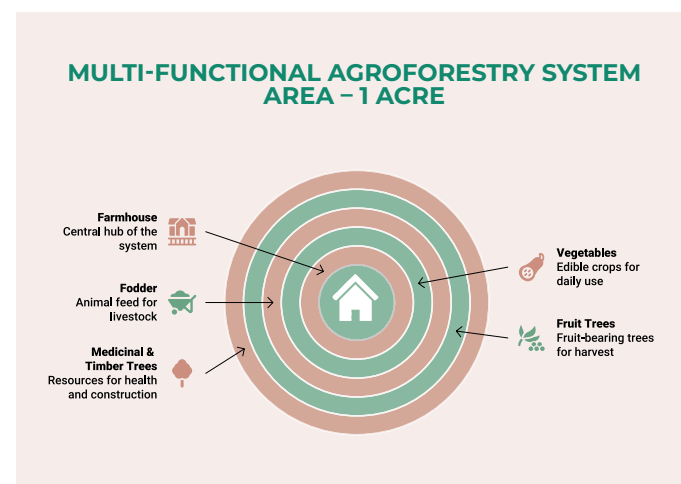 MULTI-FUNCTIONAL AGROFORESTRY SYSTEM
AREA – 1 ACRE
Farmhouse
Central hub of the
system
Fodder
Animal feed for
livestock
Medicinal &
Timber Trees
Resources for health
and construction
Vegetables
Edible crops for
daily use
Fruit Trees
Fruit-bearing trees
for harvest